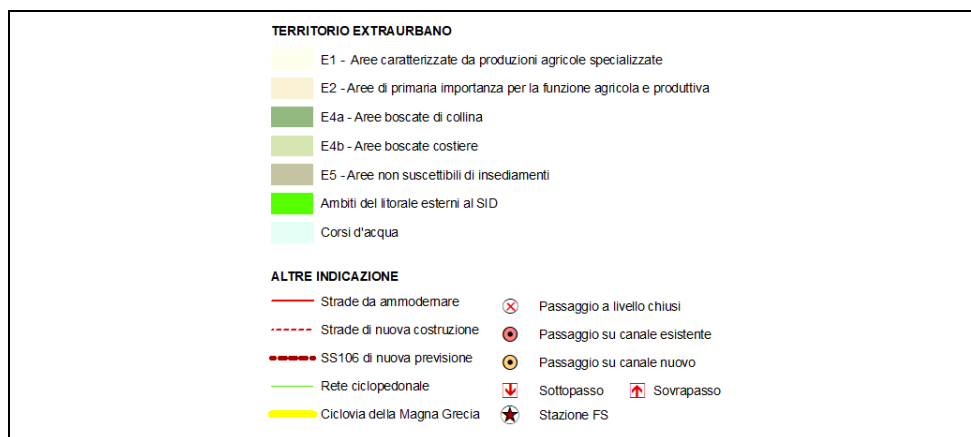 TERRITORIO EXTRAURBANO
E1 - Aree caratterizzate da produzioni agricole specializzate
E2 - Aree di primaria importanza per la funzione agricola e produttiva
E4a - Aree boscate di collina
E4b - Aree boscate costiere
E5 - Aree non suscettibili di insediamenti
Ambiti del litorale esterni al SID
Corsi d'acqua
ALTRE INDICAZIONE
Strade da ammodernare
Strade di nuova costruzione
SS106 di nuova previsione
Rete ciclopedonale
Ciclovia della Magna Grecia
Passaggio a livello chiusi
Passaggio su canale esistente
Passaggio su canale nuovo
Sottopasso Sovrapasso
Stazione FS